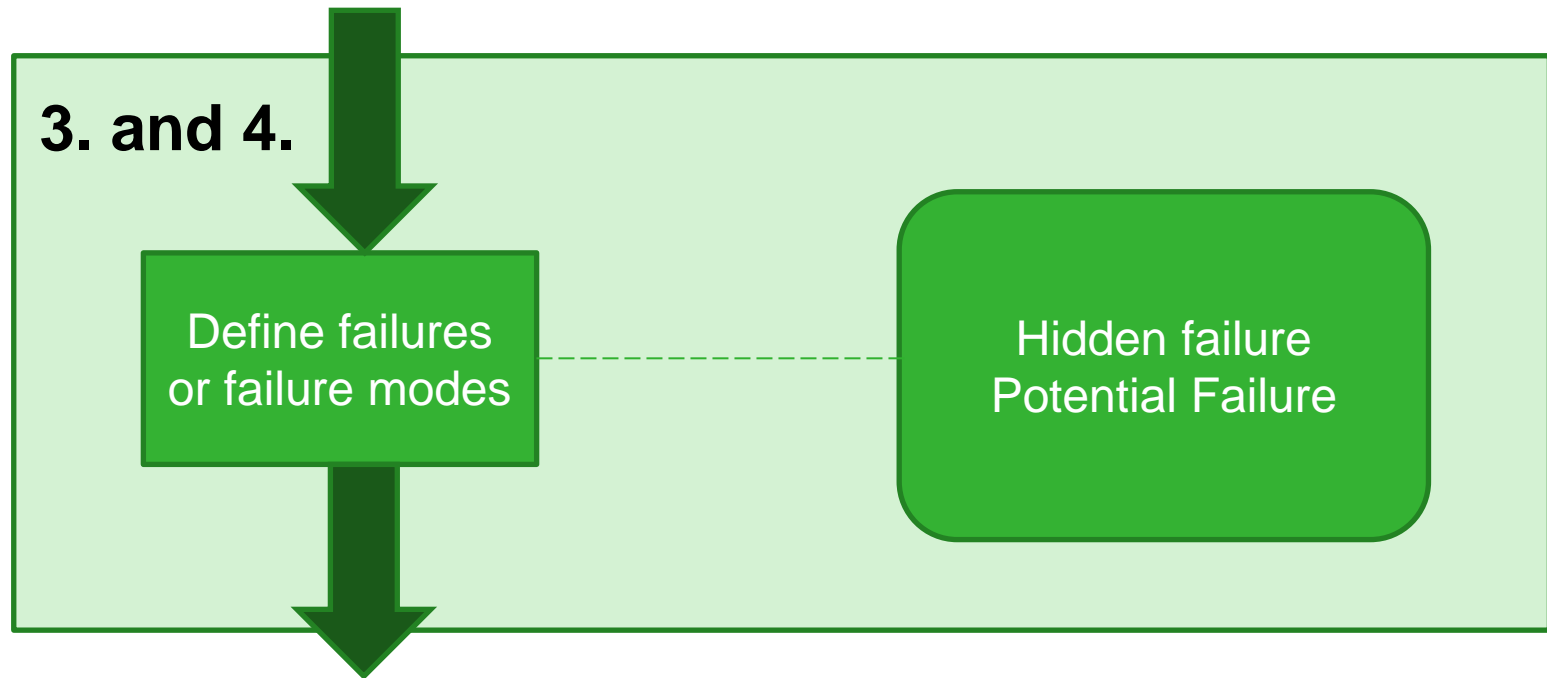 3. and 4.
Define failures
or failure modes
Hidden failure
Potential Failure